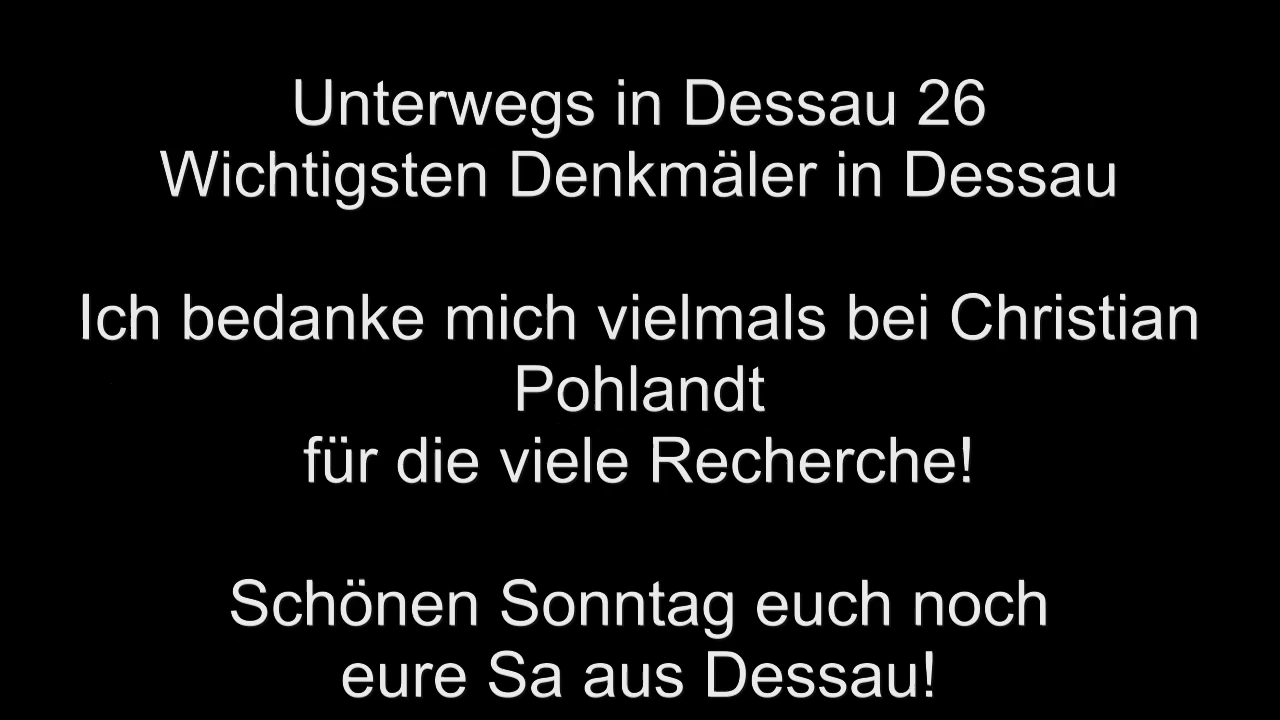 Unterwegs in Dessau 26
Wichtigsten Denkmäler in Dessau
Ich bedanke mich vielmals bei Christian
Pohlandt
für die viele Recherche!
Schönen Sonntag euch noch
eure Sa aus Dessau!